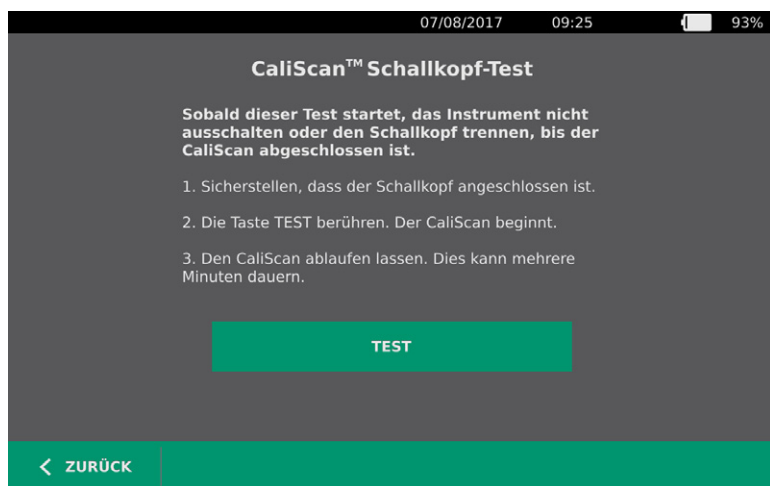 07/08/2017 09:25 93%
CaliScan™ Schallkopf-Test
Sobald dieser Test startet, das Instrument nicht
ausschalten oder den Schallkopf trennen, bis der
CaliScan abgeschlossen ist.
1. Sicherstellen, dass der Schallkopf angeschlossen ist.
2. Die Taste TEST berühren. Der CaliScan beginnt.
3. Den CaliScan ablaufen lassen. Dies kann mehrere
Minuten dauern.
TEST
ZURÜCK